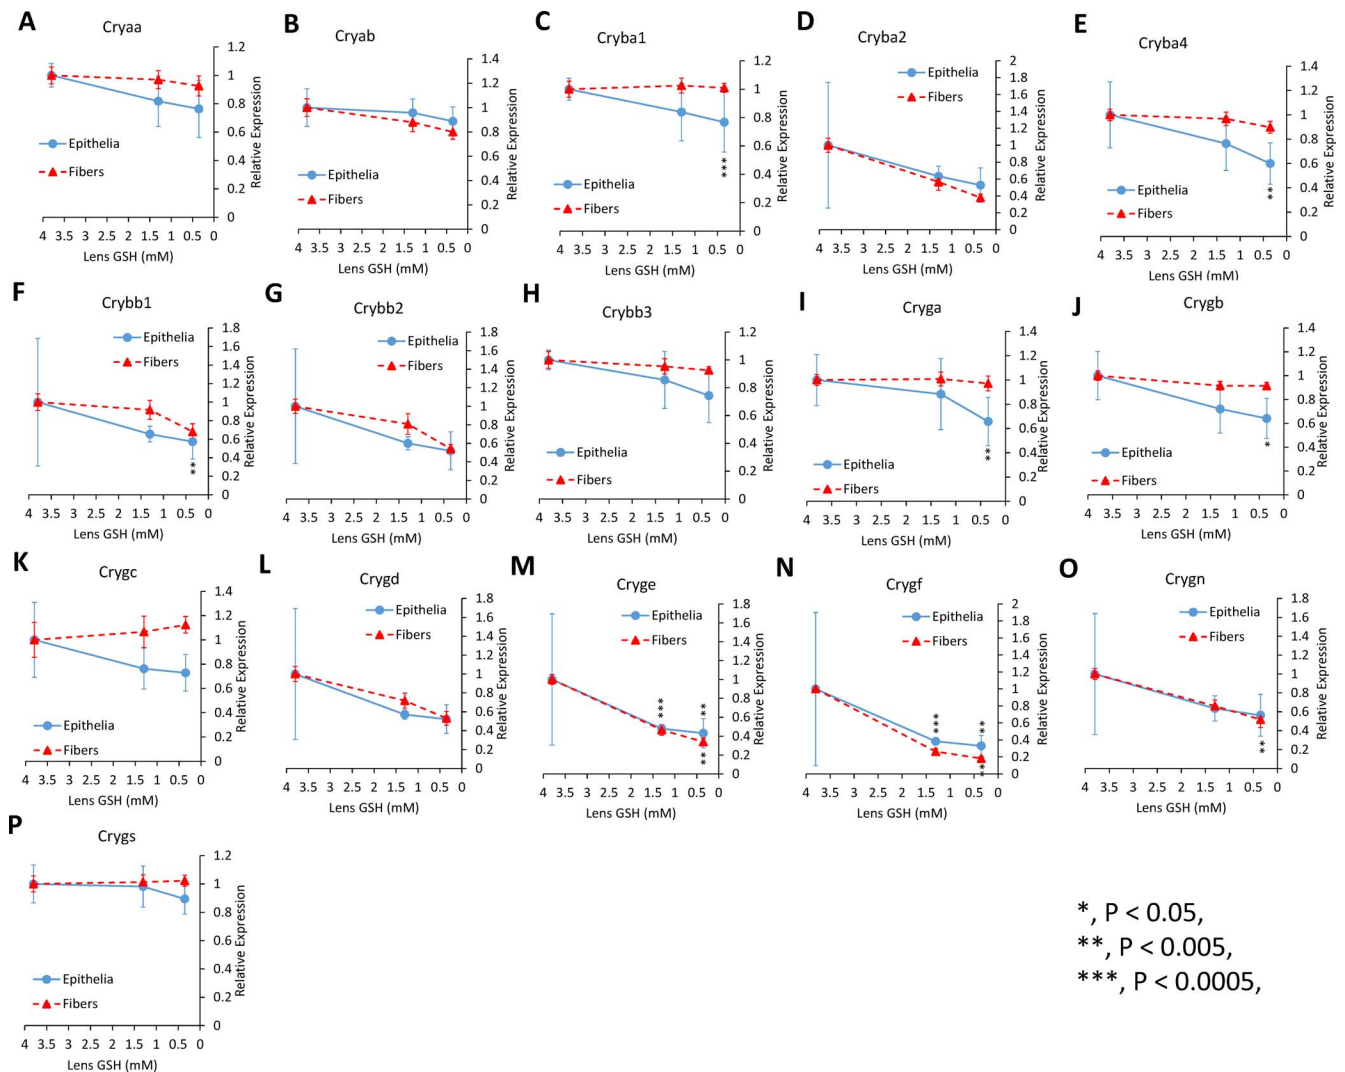 A
Cryaa
1.2
1
0.8
0.6
0.4
0.2
0
Relative Expression
Epithelia
Fibers
4 3.5 3 2.5 2 1.5 1 0.5 0
Lens GSH (mM)
B
Cryab
1.4
1.2
1
0.8
0.6
0.4
0.2
0
Relative Expression
Epithelia
Fibers
4 3.5 3 2.5 2 1.5 1 0.5 0
Lens GSH (mM)
C
Cryba1
1.2
1
0.8
0.6
0.4
0.2
0
Relative Expression
***
Epithelia
Fibers
4 3.5 3 2.5 2 1.5 1 0.5 0
Lens GSH (mM)
D
Cryba2
2
1.8
1.6
1.4
1.2
1
0.8
0.6
0.4
0.2
0
Relative Expression
Epithelia
Fibers
4 3.5 3 2.5 2 1.5 1 0.5 0
Lens GSH (mM)
E
Cryba4
1.4
1.2
1
0.8
0.6
0.4
0.2
0
Relative Expression
**
Epithelia
Fibers
4 3.5 3 2.5 2 1.5 1 0.5 0
Lens GSH (mM)
F
Crybb1
1.8
1.6
1.4
1.2
1
0.8
0.6
0.4
0.2
0
Relative Expression
Epithelia
Fibers
**
4 3.5 3 2.5 2 1.5 1 0.5 0
Lens GSH (mM)
G
Crybb2
1.8
1.6
1.4
1.2
1
0.8
0.6
0.4
0.2
0
Relative Expression
Epithelia
Fibers
4 3.5 3 2.5 2 1.5 1 0.5 0
Lens GSH (mM)
H
Crybb3
1.2
1
0.8
0.6
0.4
0.2
0
Relative Expression
Epithelia
Fibers
4 3.5 3 2.5 2 1.5 1 0.5 0
Lens GSH (mM)
I
Cryga
1.4
1.2
1
0.8
0.6
0.4
0.2
0
Relative Expression
**
Epithelia
Fibers
4 3.5 3 2.5 2 1.5 1 0.5 0
Lens GSH (mM)
J
Crygb
1.4
1.2
1
0.8
0.6
0.4
0.2
0
Relative Expression
*
Epithelia
Fibers
4 3.5 3 2.5 2 1.5 1 0.5 0
Lens GSH (mM)
K
Crygc
1.4
1.2
1
0.8
0.6
0.4
0.2
0
Relative Expression
Epithelia
Fibers
4 3.5 3 2.5 2 1.5 1 0.5 0
Lens GSH (mM)
L
Crygd
1.8
1.6
1.4
1.2
1
0.8
0.6
0.4
0.2
0
Relative Expression
Epithelia
Fibers
4 3.5 3 2.5 2 1.5 1 0.5 0
Lens GSH (mM)
M
Cryge
1.8
1.6
1.4
1.2
1
0.8
0.6
0.4
0.2
0
Relative Expression
Epithelia
Fibers
***
**
**
4 3.5 3 2.5 2 1.5 1 0.5 0
Lens GSH (mM)
N
Crygf
2
1.8
1.6
1.4
1.2
1
0.8
0.6
0.4
0.2
0
Relative Expression
Epithelia
Fibers
***
**
**
4 3.5 3 2.5 2 1.5 1 0.5 0
Lens GSH (mM)
O
Crygn
1.8
1.6
1.4
1.2
1
0.8
0.6
0.4
0.2
0
Relative Expression
Epithelia
Fibers
**
4 3.5 3 2.5 2 1.5 1 0.5 0
Lens GSH (mM)
P
Crygs
1.2
1
0.8
0.6
0.4
0.2
0
Relative Expression
Epithelia
Fibers
4 3.5 3 2.5 2 1.5 1 0.5 0
Lens GSH (mM)
*, P < 0.05,
**, P < 0.005,
***, P < 0.0005,